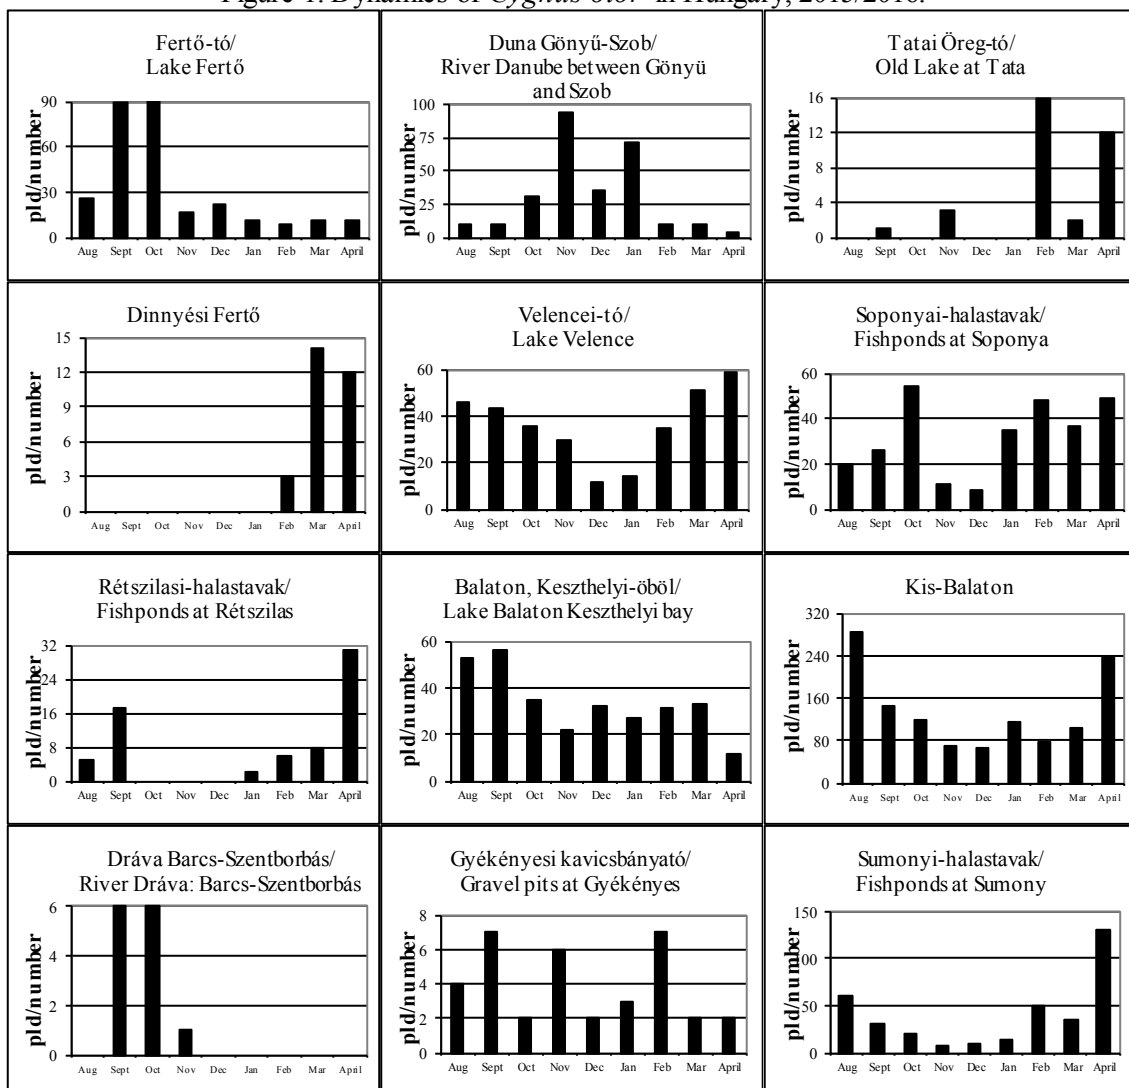 Figure 1. Dynamics of Cygnus olor in Hungary, 2015/2016.
Fertő-tó/
Lake Fertő
pld/number
90
60
30
0
Aug Sept Oct Nov Dec Jan Feb Mar April
Duna Gönyű-Szob/
River Danube between Gönyü
and Szob
pld/number
100
75
50
25
0
Aug Sept Oct Nov Dec Jan Feb Mar April
Tatai Öreg-tó/
Old Lake at Tata
pld/number
16
12
8
4
0
Aug Sept Oct Nov Dec Jan Feb Mar April
Dinnyési Fertő
pld/number
15
12
9
6
3
0
Aug Sept Oct Nov Dec Jan Feb Mar April
Velencei-tó/
Lake Velence
pld/number
60
40
20
0
Aug Sept Oct Nov Dec Jan Feb Mar April
Soponyai-halastavak/
Fishponds at Soponya
pld/number
60
40
20
0
Aug Sept Oct Nov Dec Jan Feb Mar April
Rétszilasi-halastavak/
Fishponds at Rétszilas
pld/number
32
24
16
8
0
Aug Sept Oct Nov Dec Jan Feb Mar April
Balaton, Keszthelyi-öböl/
Lake Balaton Keszthelyi bay
pld/number
60
40
20
0
Aug Sept Oct Nov Dec Jan Feb Mar April
Kis-Balaton
pld/number
320
240
160
80
0
Aug Sept Oct Nov Dec Jan Feb Mar April
Dráva Barcs-Szentborbás/
River Dráva: Barcs-Szentborbás
pld/number
6
4
2
0
Aug Sept Oct Nov Dec Jan Feb Mar April
Gyékényesi kavicsbányató/
Gravel pits at Gyékényes
pld/number
8
6
4
2
0
Aug Sept Oct Nov Dec Jan Feb Mar April
Sumonyi-halastavak/
Fishponds at Sumony
pld/number
150
100
50
0
Aug Sept Oct Nov Dec Jan Feb Mar April